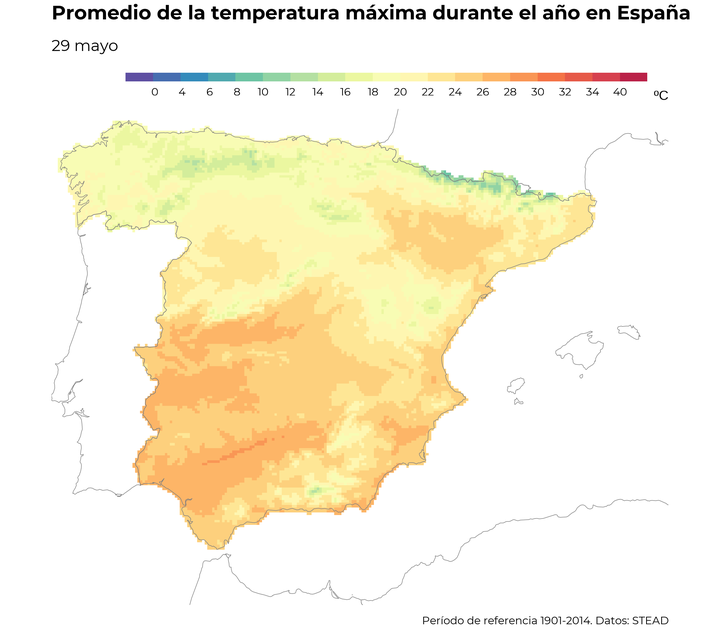 Promedio de la temperatura máxima durante el año en España
29 mayo
0 4 6 8 10 12 14 16 18 20 22 24 26 28 30 32 34 40 ºC
Período de referencia 1901-2014. Datos: STEAD